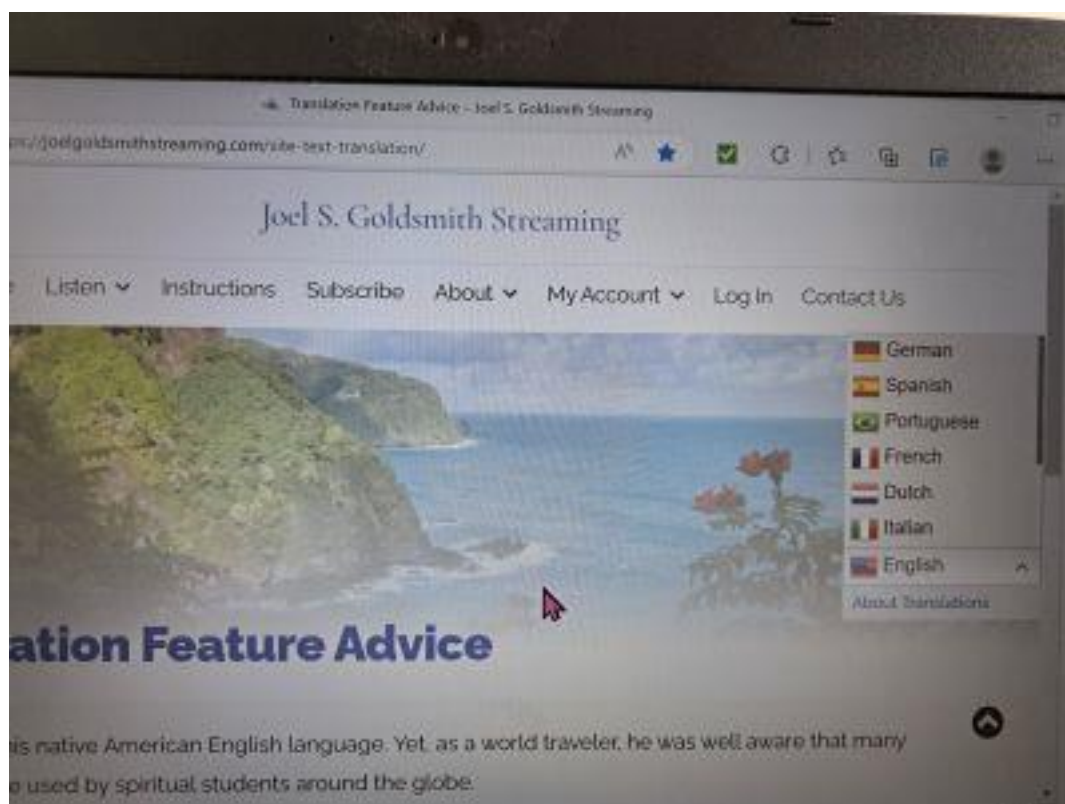 Translation Feature Advice - Joel S. Goldsmith Streaming
joelgoldsmithstreaming.com/site-text-translation/
Joel S. Goldsmith Streaming
Listen Instructions Subscribe About My Account Log In Contact Us
German
Spanish
Portuguese
French
Dutch
Italian
English
About Translations
ation Feature Advice
is native American English language. Yet, as a world traveler, he was well aware that many
used by spiritual students around the globe.